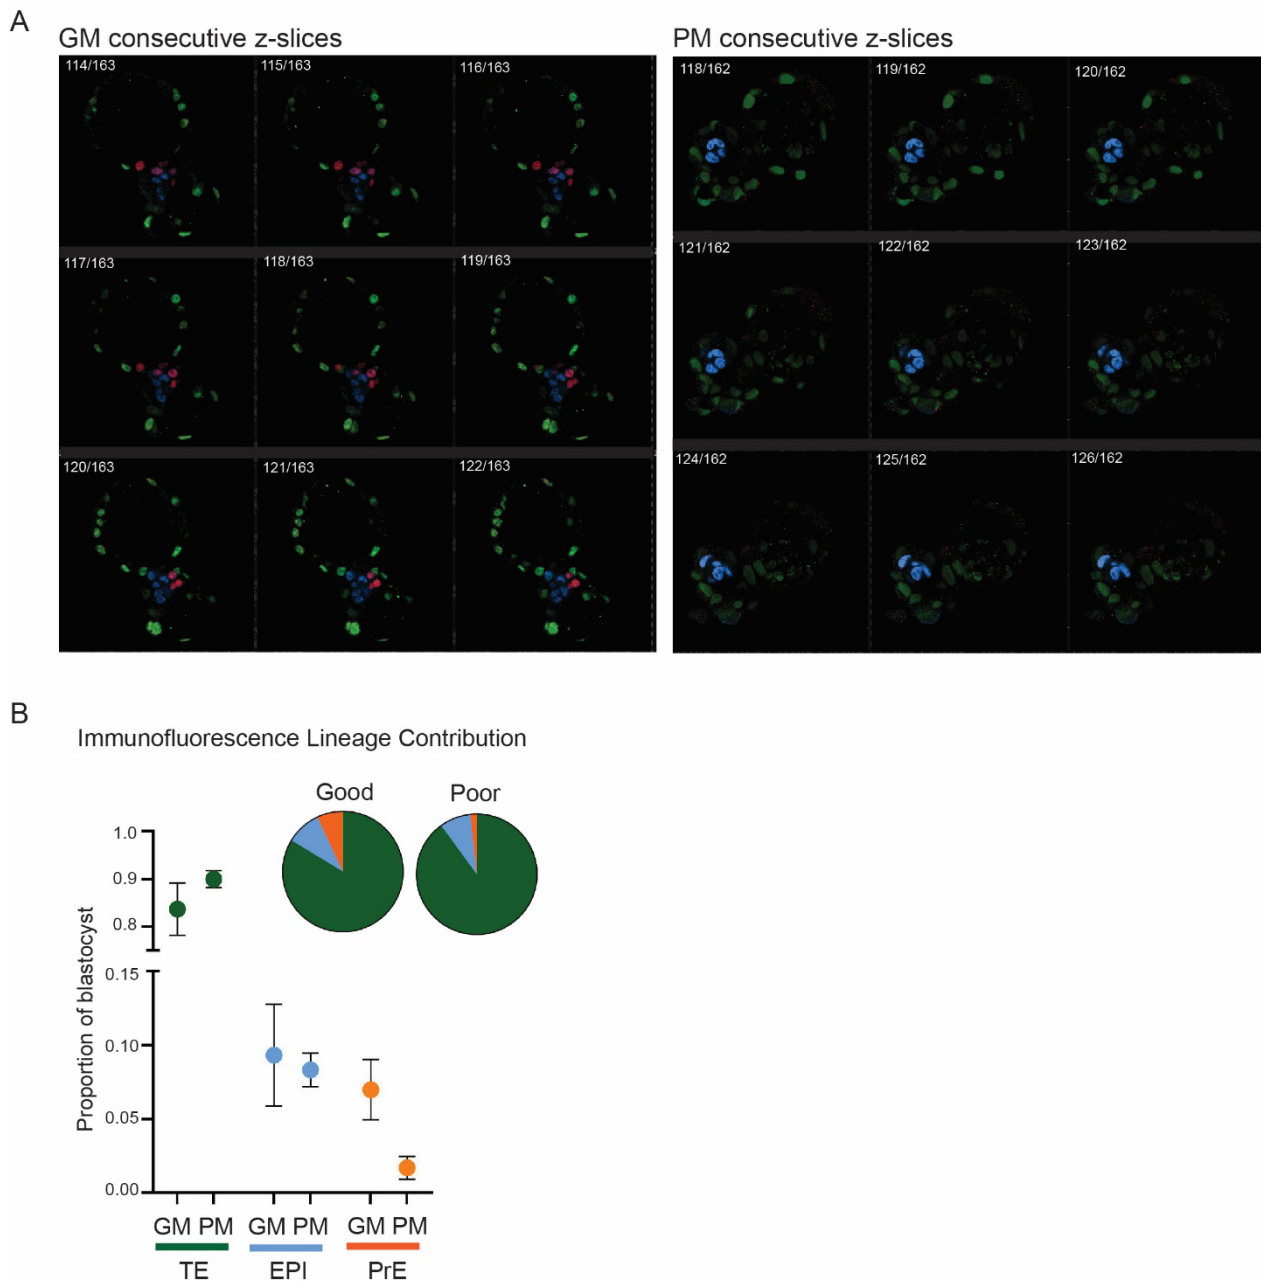 A
GM consecutive z-slices
PM consecutive z-slices
114/163
115/163
116/163
117/163
118/163
119/163
120/163
121/163
122/163
118/162
119/162
120/162
121/162
122/162
123/162
124/162
125/162
126/162
B
Immunofluorescence Lineage Contribution
Good
Poor
Proportion of blastocyst
1.0
0.9
0.8
0.15
0.10
0.05
0.00
GM PM GM PM GM PM
TE EPI PrE